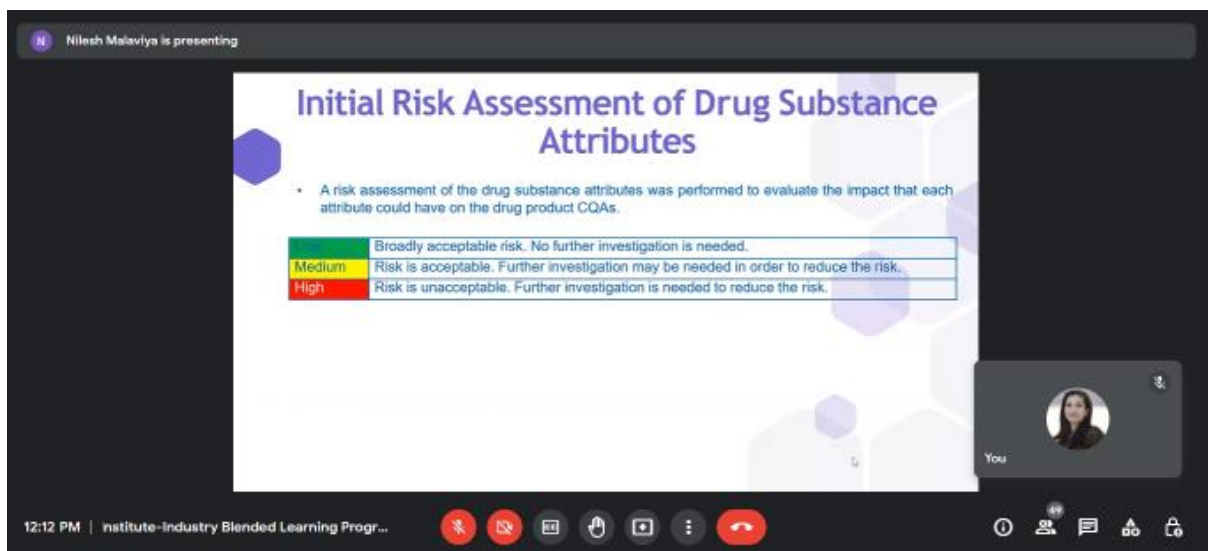 N Nilesh Malaviya is presenting
Initial Risk Assessment of Drug Substance
Attributes
• A risk assessment of the drug substance attributes was performed to evaluate the impact that each
attribute could have on the drug product CQAs.
Broadly acceptable risk. No further investigation is needed.
Medium Risk is acceptable. Further investigation may be needed in order to reduce the risk.
High Risk is unacceptable. Further investigation is needed to reduce the risk.
You
12:12 PM | nstitute-Industry Blended Learning Progr...